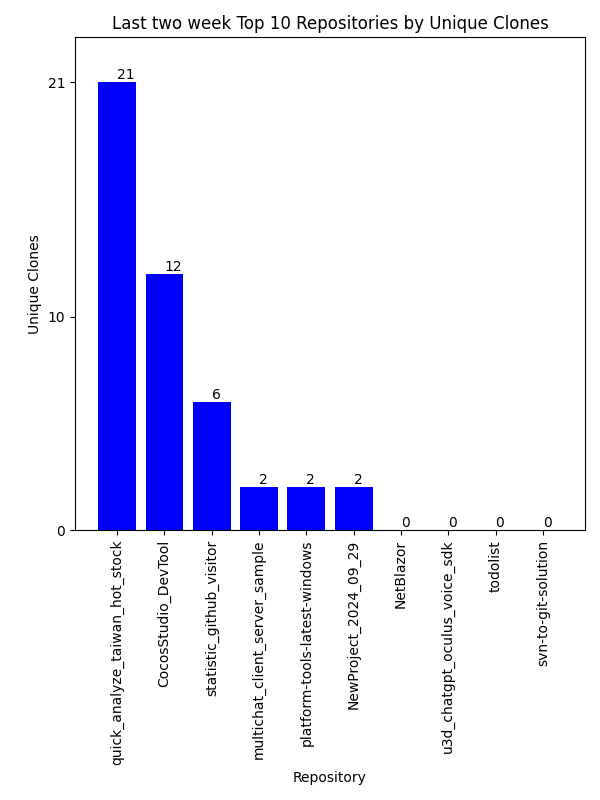 Last two week Top 10 Repositories by Unique Clones
21
10
0
Unique Clones
21
12
6
2
2
2
0
0
0
0
quick_analyze_taiwan_hot_stock
CocosStudio_DevTool
statistic_github_visitor
multichat_client_server_sample
platform-tools-latest-windows
NewProject_2024_09_29
NetBlazor
u3d_chatgpt_oculus_voice_sdk
todolist
svn-to-git-solution
Repository